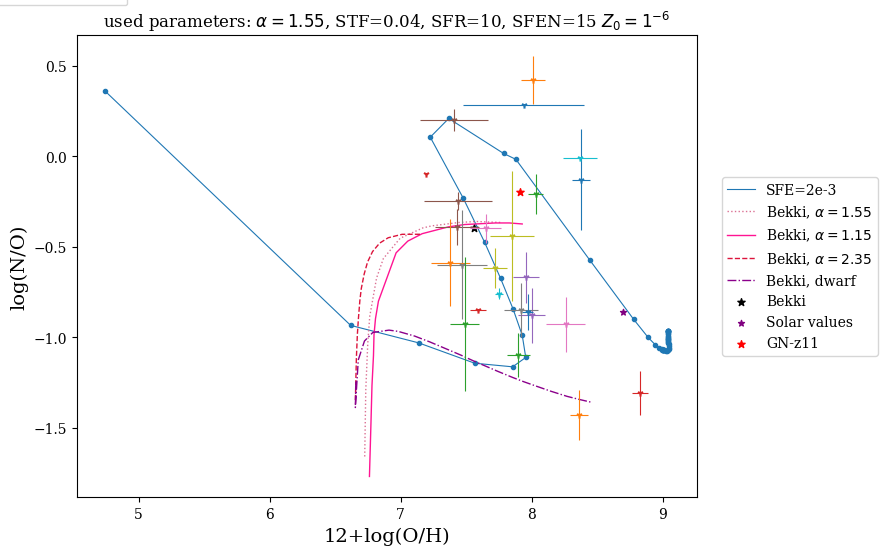 used parameters: α = 1.55, STF=0.04, SFR=10, SFEN=15 Z₀ = 1⁻⁶
0.5
0.0
−0.5
−1.0
−1.5
log(N/O)
5 6 7 8 9
12+log(O/H)
SFE=2e-3
Bekki, α = 1.55
Bekki, α = 1.15
Bekki, α = 2.35
Bekki, dwarf
Bekki
Solar values
GN-z11